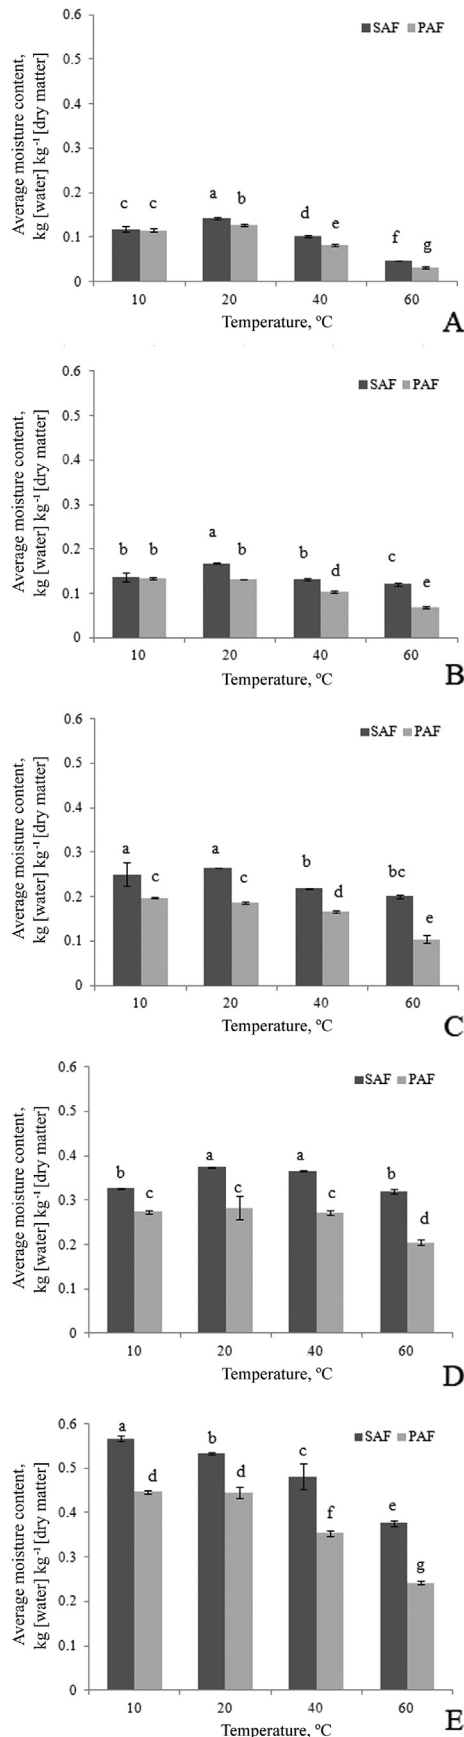 0.6
SAF PAF
0.5
0.4
0.3
0.2
0.1
0
Average moisture content,
kg [water] kg⁻¹ [dry matter]
c c a b d e f g
10 20 40 60
Temperature, ºC
A
0.6
SAF PAF
0.5
0.4
0.3
0.2
0.1
0
Average moisture content,
kg [water] kg⁻¹ [dry matter]
b b a b b d c e
10 20 40 60
Temperature, ºC
B
0.6
SAF PAF
0.5
0.4
0.3
0.2
0.1
0
Average moisture content,
kg [water] kg⁻¹ [dry matter]
a c a c b d bc e
10 20 40 60
Temperature, ºC
C
0.6
SAF PAF
0.5
0.4
0.3
0.2
0.1
0
Average moisture content,
kg [water] kg⁻¹ [dry matter]
b c a c a c b d
10 20 40 60
Temperature, ºC
D
0.6
SAF PAF
0.5
0.4
0.3
0.2
0.1
0
Average moisture content,
kg [water] kg⁻¹ [dry matter]
a d b d c f e g
10 20 40 60
Temperature, ºC
E